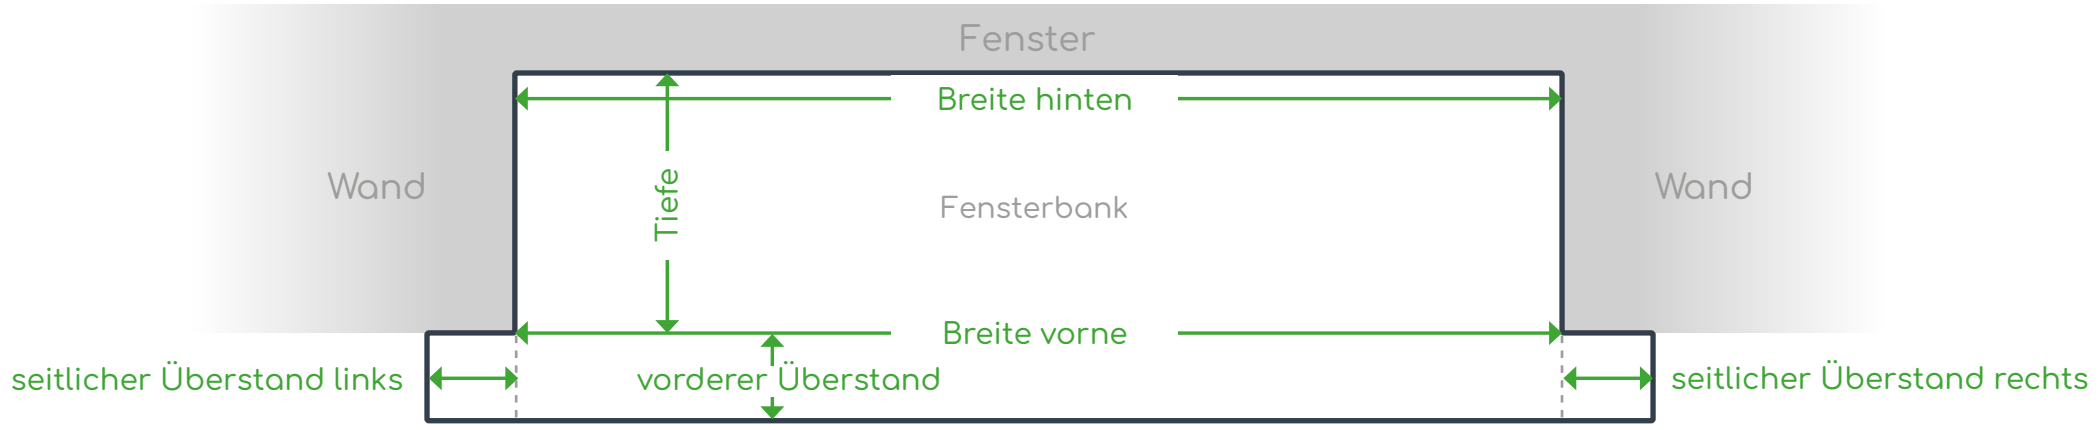 Fenster
Breite hinten
Wand
Tiefe
Fensterbank
Wand
Breite vorne
seitlicher Überstand links
vorderer Überstand
seitlicher Überstand rechts